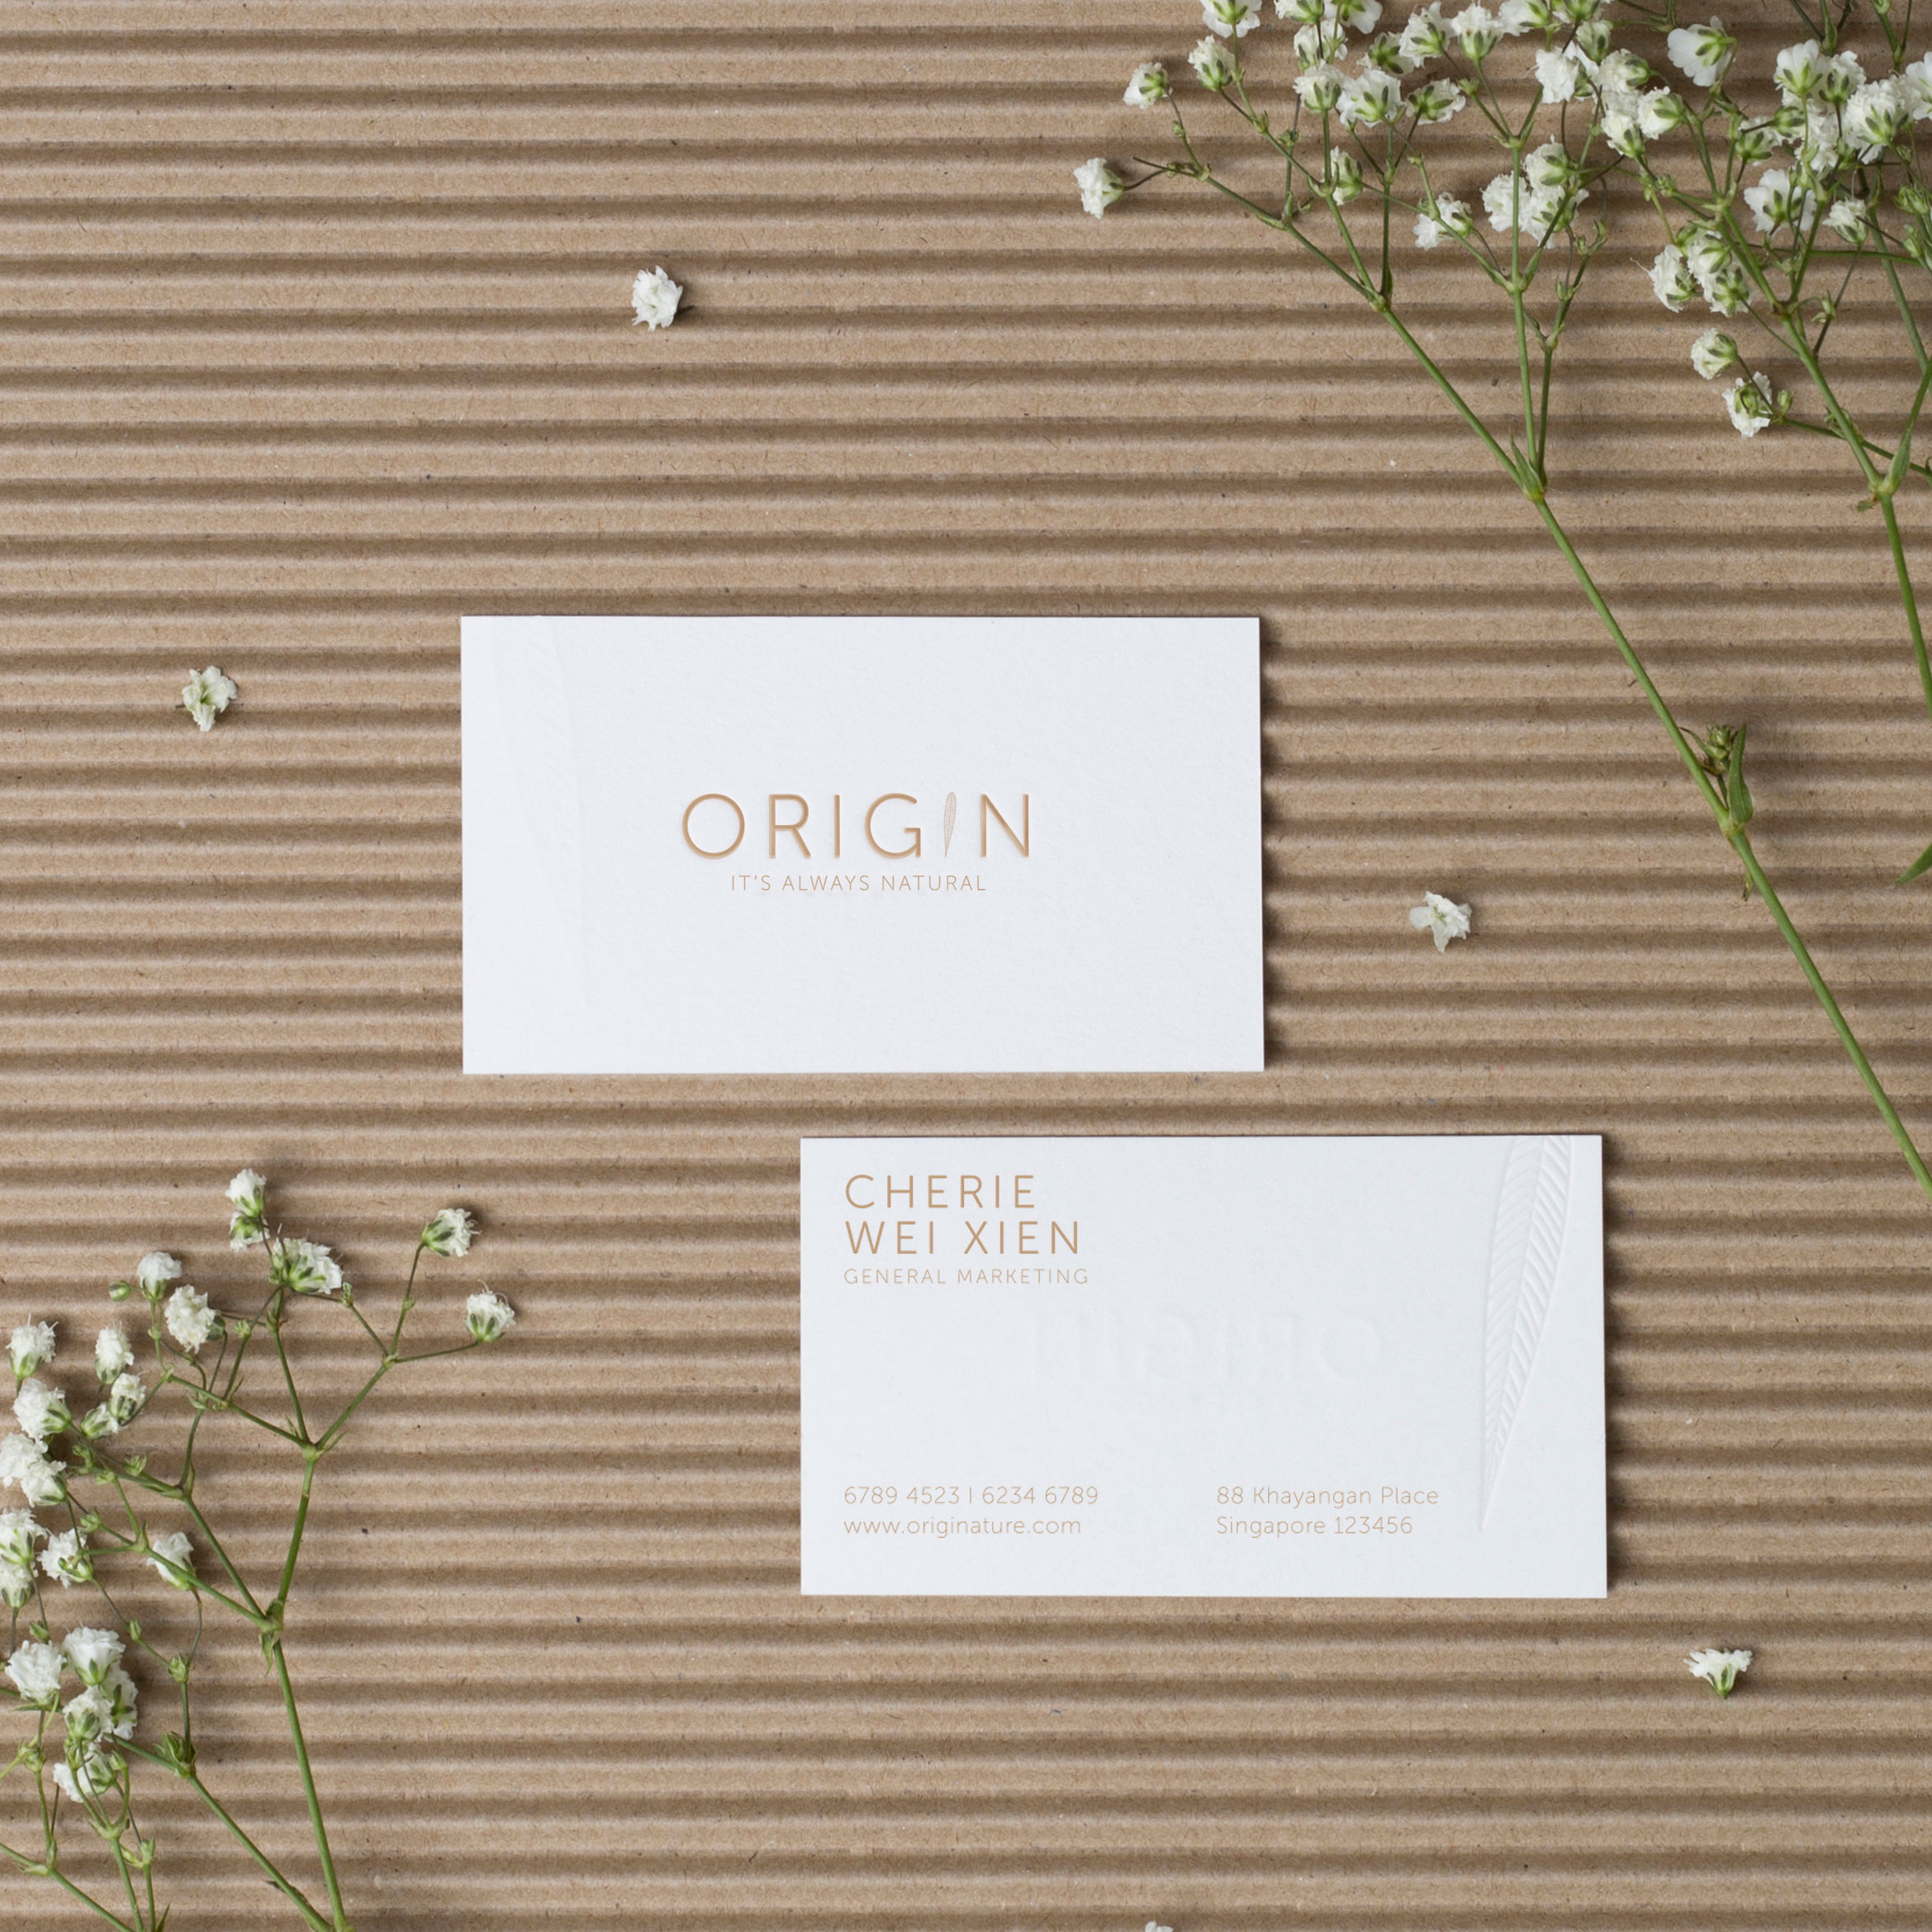 ORIGIN
IT'S ALWAYS NATURAL
CHERIE
WEI XIEN
GENERAL MARKETING
ORIGIN
6789 4523 | 6234 6789
www.originature.com
88 Khayangan Place
Singapore 123456